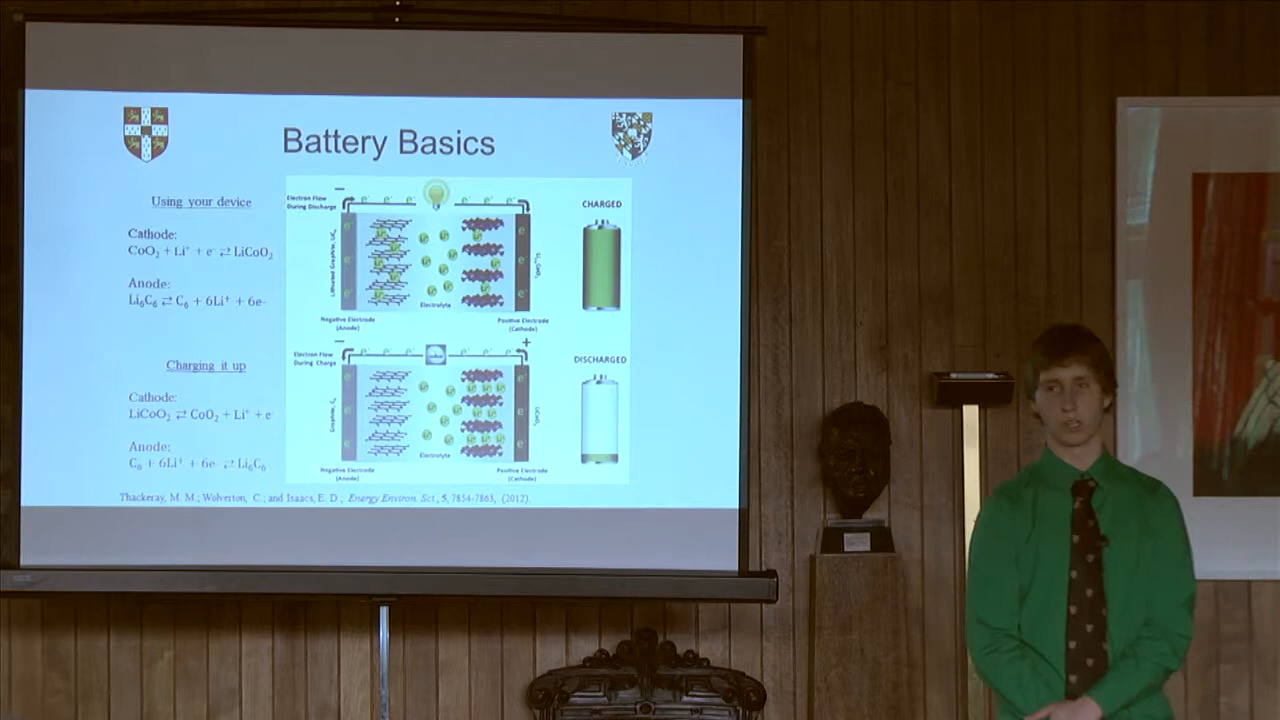 Battery Basics
Using your device
Cathode:
CoO₂ + Li⁺ + e⁻ ⇄ LiCoO₂
Anode:
Li₆C₆ ⇄ C₆ + 6Li⁺ + 6e-
Charging it up
Cathode:
LiCoO₂ ⇄ CoO₂ + Li⁺ + e
Anode:
C₆ + 6Li⁺ + 6e- ⇄ Li₆C₆
Electron Flow
During Discharge
−
e⁻ e⁻ e⁻ e⁻ e⁻ e⁻
CHARGED
Electrolyte
Negative Electrode
(Anode)
Positive Electrode
(Cathode)
Electron Flow
During Charge
−
+
e⁻ e⁻ e⁻ e⁻ e⁻ e⁻
DISCHARGED
Electrolyte
Negative Electrode
(Anode)
Positive Electrode
(Cathode)
Thackeray, M. M.; Wolverton, C.; and Isaacs, E. D.; Energy Environ. Sci., 5, 7854-7863, (2012).